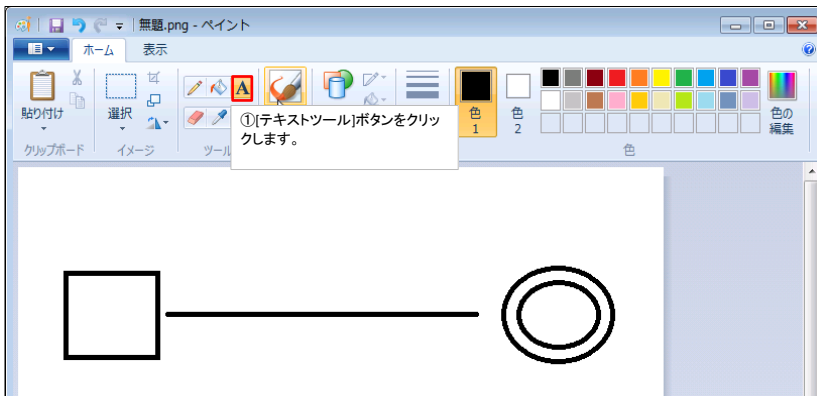 無題.png - ペイント
ホーム 表示
貼り付け
選択
A
①[テキストツール]ボタンをクリッ
クします。
色
1
色
2
色の
編集
クリップボード イメージ ツール 色